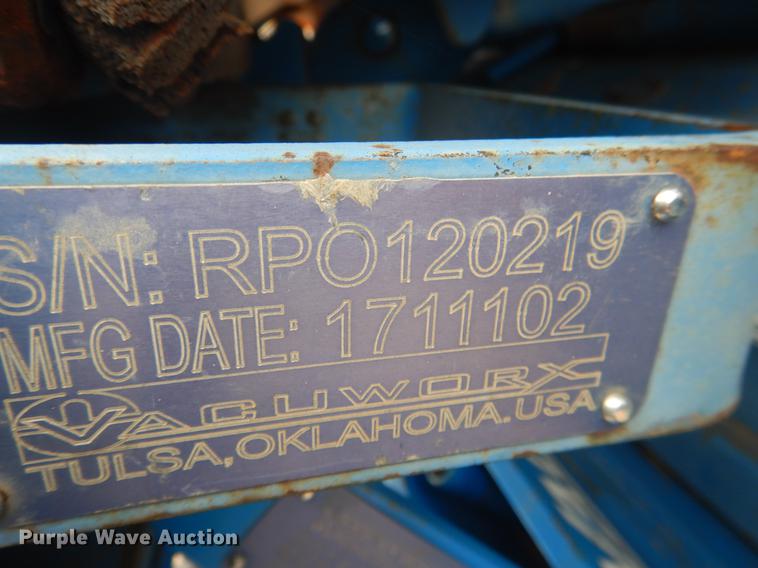 S/N: RPO120219
MFG DATE: 1711102
VACUWORX
TULSA, OKLAHOMA. USA
Purple Wave Auction